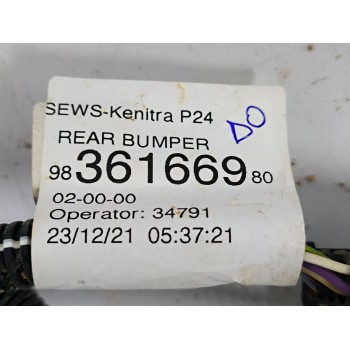 SEWS-Kenitra P24
DO
REAR BUMPER
98 361669 80
02-00-00
Operator: 34791
23/12/21 05:37:21